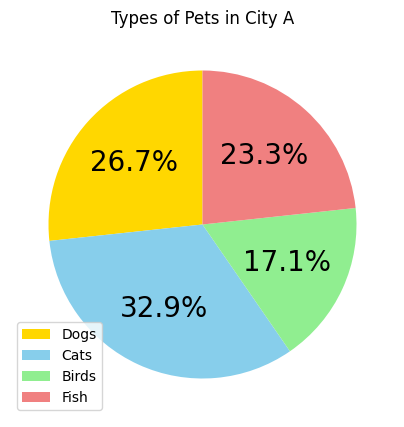 Types of Pets in City A
26.7%
23.3%
17.1%
32.9%
Dogs
Cats
Birds
Fish